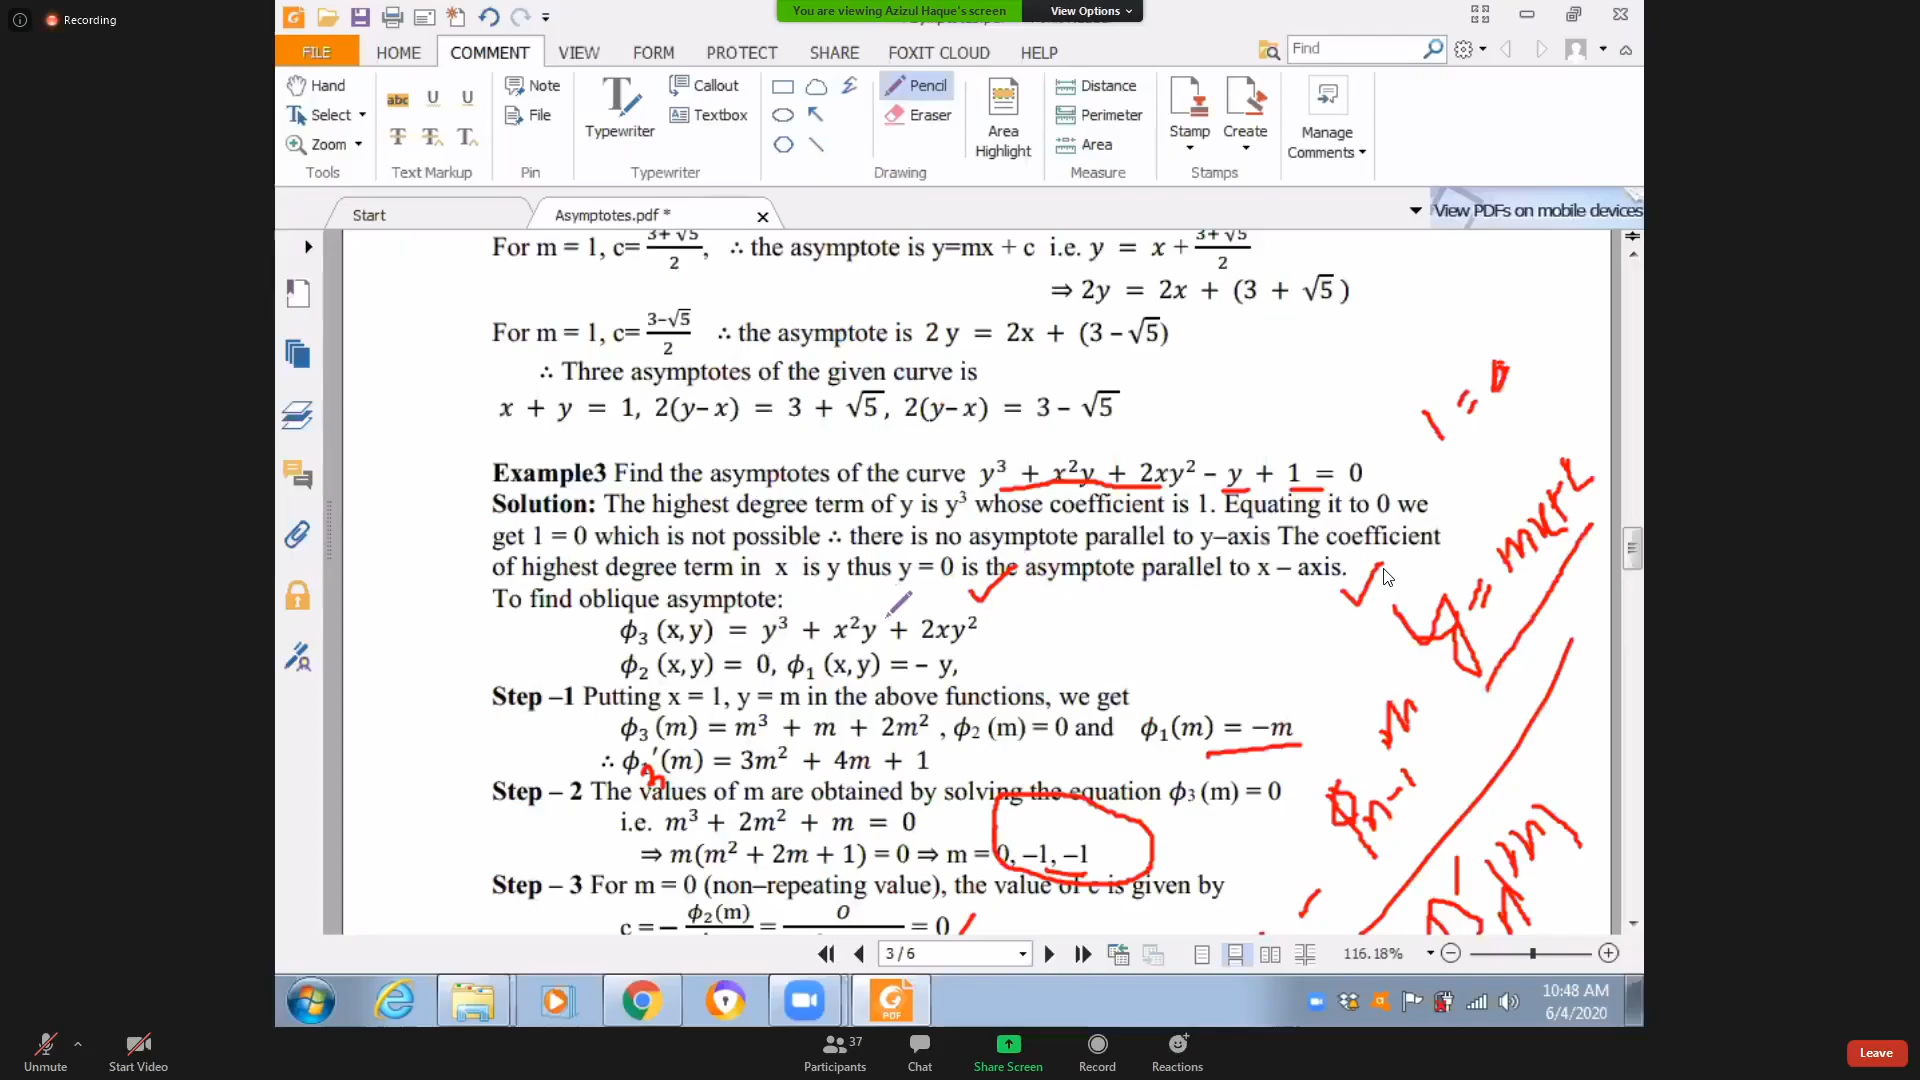 Recording
You are viewing Azizul Haque's screen
View Options
FILE
HOME
COMMENT
VIEW
FORM
PROTECT
SHARE
FOXIT CLOUD
HELP
Find
Hand
Select
Zoom
Tools
abc
U
U
T
T
T
Text Markup
Note
File
Pin
Typewriter
Callout
Textbox
Typewriter
Pencil
Eraser
Drawing
Area Highlight
Distance
Perimeter
Area
Measure
Stamp
Create
Stamps
Manage Comments
Start
Asymptotes.pdf *
View PDFs on mobile devices
For m = 1, c= (3+√5)/2, ∴ the asymptote is y=mx + c i.e. y = x + (3+√5)/2
⇒ 2y = 2x + (3 + √5 )
For m = 1, c= (3−√5)/2 ∴ the asymptote is 2 y = 2x + (3 – √5)
∴ Three asymptotes of the given curve is
x + y = 1, 2(y– x) = 3 + √5, 2(y– x) = 3 – √5
Example3 Find the asymptotes of the curve y³ + x²y + 2xy² – y + 1 = 0
Solution: The highest degree term of y is y³ whose coefficient is 1. Equating it to 0 we
get 1 = 0 which is not possible ∴ there is no asymptote parallel to y–axis The coefficient
of highest degree term in x is y thus y = 0 is the asymptote parallel to x – axis.
To find oblique asymptote:
ϕ₃ (x, y) = y³ + x²y + 2xy²
ϕ₂ (x, y) = 0, ϕ₁ (x, y) = – y,
Step –1 Putting x = 1, y = m in the above functions, we get
ϕ₃ (m) = m³ + m + 2m² , ϕ₂ (m) = 0 and ϕ₁(m) = −m
∴ ϕ₃′(m) = 3m² + 4m + 1
Step – 2 The values of m are obtained by solving the equation ϕ₃ (m) = 0
i.e. m³ + 2m² + m = 0
⇒ m(m² + 2m + 1) = 0 ⇒ m = 0, –1, –1
Step – 3 For m = 0 (non–repeating value), the value of c is given by
c = – ϕ₂(m) = 0 = 0
1 = 0
y = mx+c
m
ϕn-1
3 / 6
116.18%
PDF
10:48 AM
6/4/2020
Unmute
Start Video
37
Participants
Chat
Share Screen
Record
Reactions
Leave